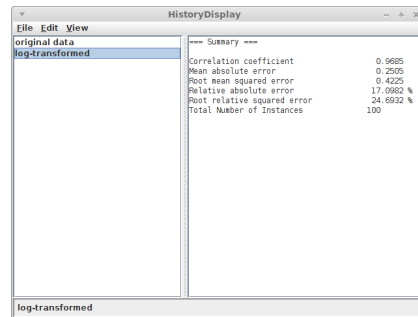 HistoryDisplay
File Edit View
original data
log-transformed
=== Summary ===
Correlation coefficient 0.9685
Mean absolute error 0.2505
Root mean squared error 0.4225
Relative absolute error 17.0982 %
Root relative squared error 24.6932 %
Total Number of Instances 100
log-transformed